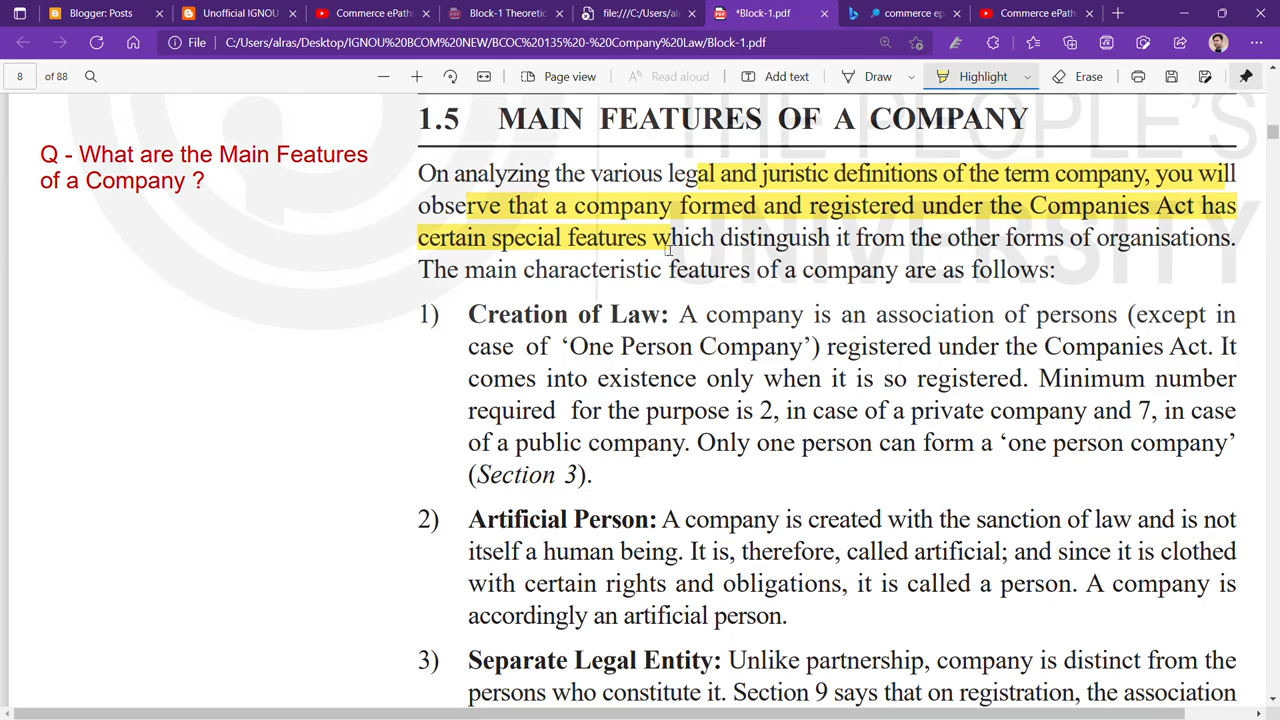 Blogger: Posts
Unofficial IGNOU
Commerce ePaths
Block-1 Theoretic
file:///C:/Users/al
*Block-1.pdf
commerce ep
Commerce ePaths
File
C:/Users/alras/Desktop/IGNOU%20BCOM%20NEW/BCOC%20135%20-%20Company%20Law/Block-1.pdf
8 of 88
Page view
Read aloud
Add text
Draw
Highlight
Erase
THE PEOPLE'S
UNIVERSITY
1.5 MAIN FEATURES OF A COMPANY
Q - What are the Main Features
of a Company ?
On analyzing the various legal and juristic definitions of the term company, you will
observe that a company formed and registered under the Companies Act has
certain special features which distinguish it from the other forms of organisations.
The main characteristic features of a company are as follows:
1) Creation of Law: A company is an association of persons (except in
case of ‘One Person Company’) registered under the Companies Act. It
comes into existence only when it is so registered. Minimum number
required for the purpose is 2, in case of a private company and 7, in case
of a public company. Only one person can form a ‘one person company’
(Section 3).
2) Artificial Person: A company is created with the sanction of law and is not
itself a human being. It is, therefore, called artificial; and since it is clothed
with certain rights and obligations, it is called a person. A company is
accordingly an artificial person.
3) Separate Legal Entity: Unlike partnership, company is distinct from the
persons who constitute it. Section 9 says that on registration, the association